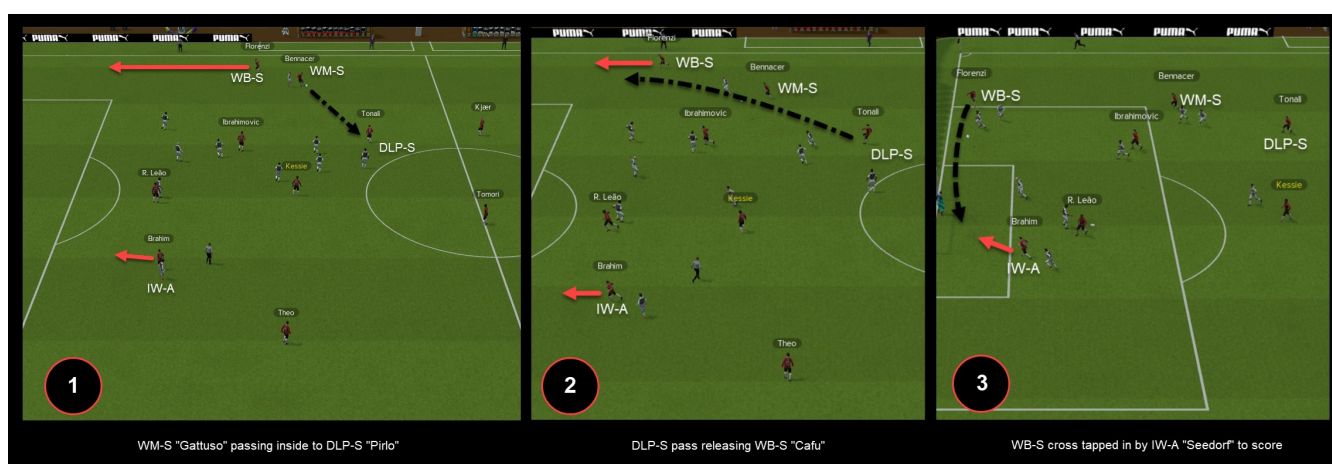 PUMA PUMA PUMA PUMA
Florenzi
WB-S
Bennacer
WM-S
Ibrahimovic
Tonali
DLP-S
Kjær
Kessie
R. Leão
Tomori
Brahim
IW-A
Theo
1
WM-S "Gattuso" passing inside to DLP-S "Pirlo"
PUMA PUMA PUMA
Florenzi
WB-S
Bennacer
WM-S
Ibrahimovic
Tonali
DLP-S
R. Leão
Kessie
Brahim
IW-A
Theo
2
DLP-S pass releasing WB-S "Cafu"
PUMA PUMA PUMA PUMA PUMA
Florenzi
WB-S
Bennacer
WM-S
Ibrahimovic
Tonali
DLP-S
Kessie
R. Leão
Brahim
IW-A
3
WB-S cross tapped in by IW-A "Seedorf" to score